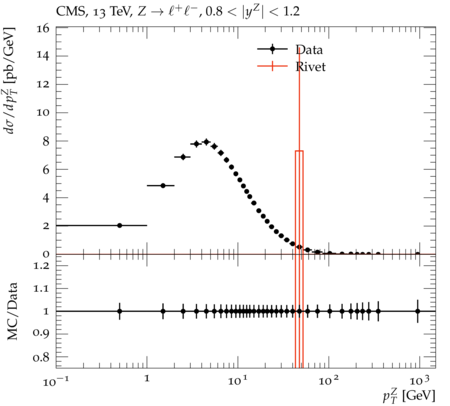 CMS, 13 TeV, Z → ℓ⁺ℓ⁻, 0.8 < |y^Z| < 1.2
dσ/dp_T^Z [pb/GeV]
16
14
12
10
8
6
4
2
0
Data
Rivet
MC/Data
1.2
1.1
1
0.9
0.8
10⁻¹ 1 10¹ 10² 10³
p_T^Z [GeV]